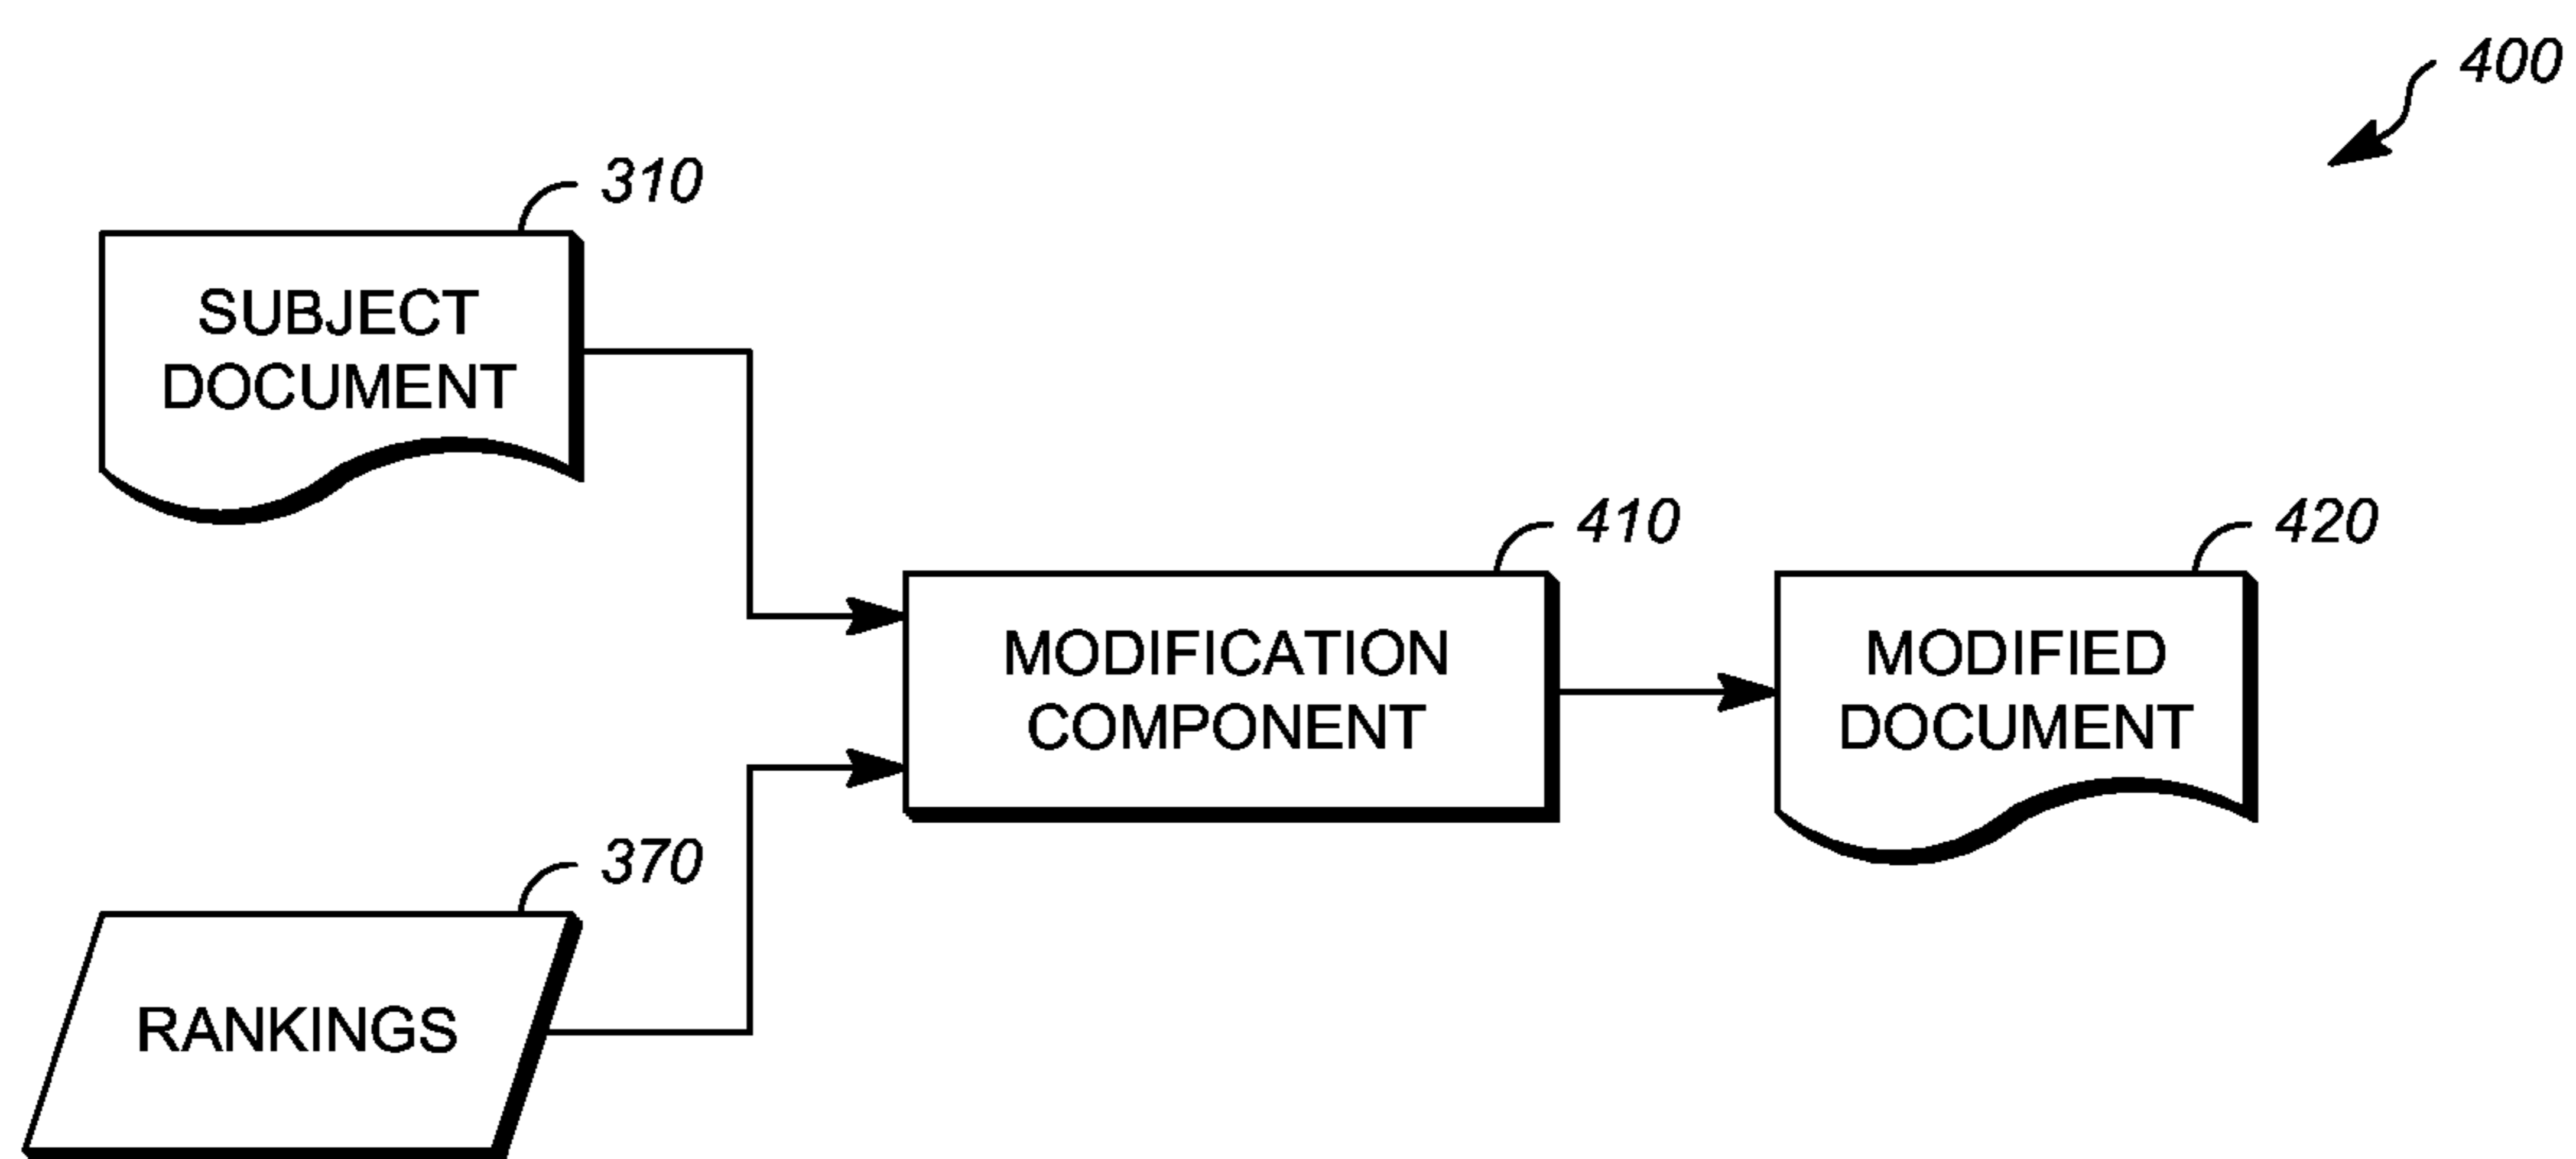 400
310
SUBJECT
DOCUMENT
410
MODIFICATION
COMPONENT
420
MODIFIED
DOCUMENT
370
RANKINGS